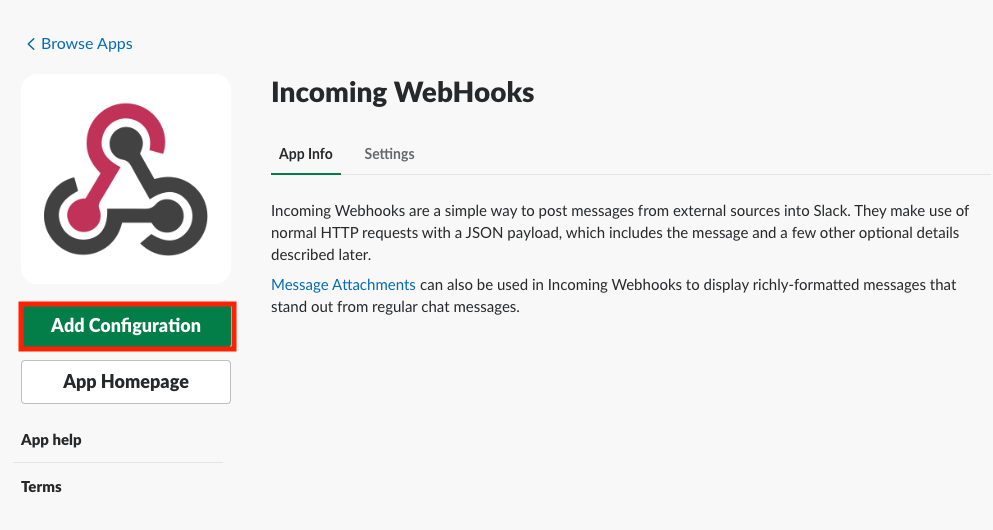 Browse Apps
Incoming WebHooks
App Info
Settings
Incoming Webhooks are a simple way to post messages from external sources into Slack. They make use of
normal HTTP requests with a JSON payload, which includes the message and a few other optional details
described later.
Message Attachments can also be used in Incoming Webhooks to display richly-formatted messages that
stand out from regular chat messages.
Add Configuration
App Homepage
App help
Terms